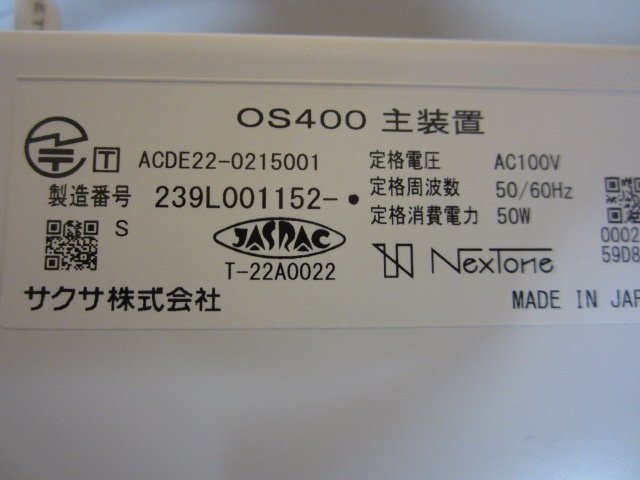 OS400 主装置
T ACDE22-0215001
定格電圧 AC100V
製造番号 239L001152-•
定格周波数 50/60Hz
定格消費電力 50W
S
JASRAC
T-22A0022
NexTone
0002
59D8
サクサ株式会社
MADE IN JAP